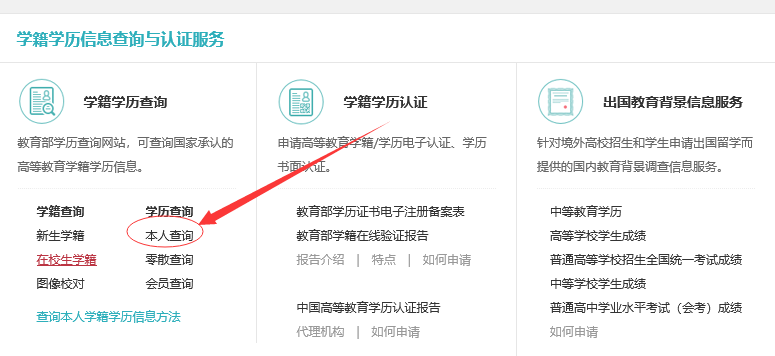 学籍学历信息查询与认证服务
学籍学历查询
教育部学历查询网站，可查询国家承认的
高等教育学籍学历信息。
学籍查询 学历查询
新生学籍 本人查询
在校生学籍 零散查询
图像校对 会员查询
查询本人学籍学历信息方法
学籍学历认证
申请高等教育学籍/学历电子认证、学历
书面认证。
教育部学历证书电子注册备案表
教育部学籍在线验证报告
报告介绍 | 特点 | 如何申请
中国高等教育学历认证报告
代理机构 | 如何申请
出国教育背景信息服务
针对境外高校招生和学生申请出国留学而
提供的国内教育背景调查信息服务。
中等教育学历
高等学校学生成绩
普通高等学校招生全国统一考试成绩
中等学校学生成绩
普通高中学业水平考试（会考）成绩
如何申请